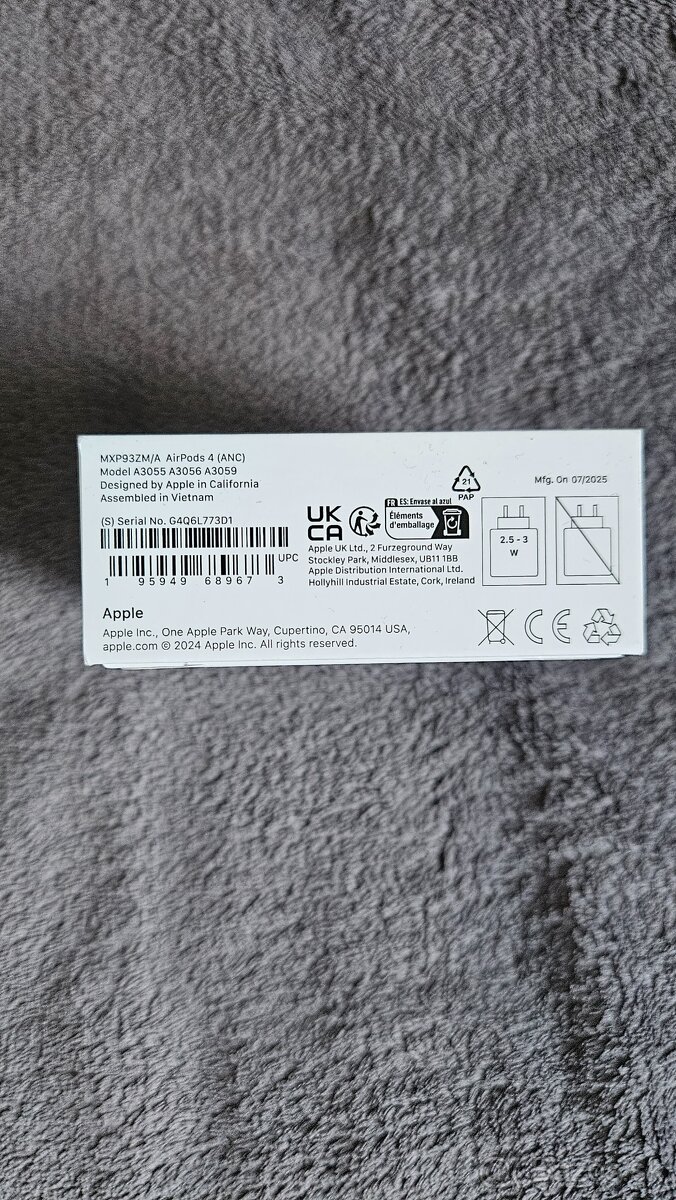 MXP93ZM/A AirPods 4 (ANC)
Model A3055 A3056 A3059
Designed by Apple in California
Assembled in Vietnam
(S) Serial No. G4Q6L773D1
UPC
1 95949 68967 3
UK
CA
21
PAP
FR ES: Envase al azul
Éléments
d'emballage
Apple UK Ltd., 2 Furzeground Way
Stockley Park, Middlesex, UB11 1BB
Apple Distribution International Ltd.
Hollyhill Industrial Estate, Cork, Ireland
Mfg. On 07/2025
2.5 - 3
W
Apple
Apple Inc., One Apple Park Way, Cupertino, CA 95014 USA,
apple.com © 2024 Apple Inc. All rights reserved.
CE